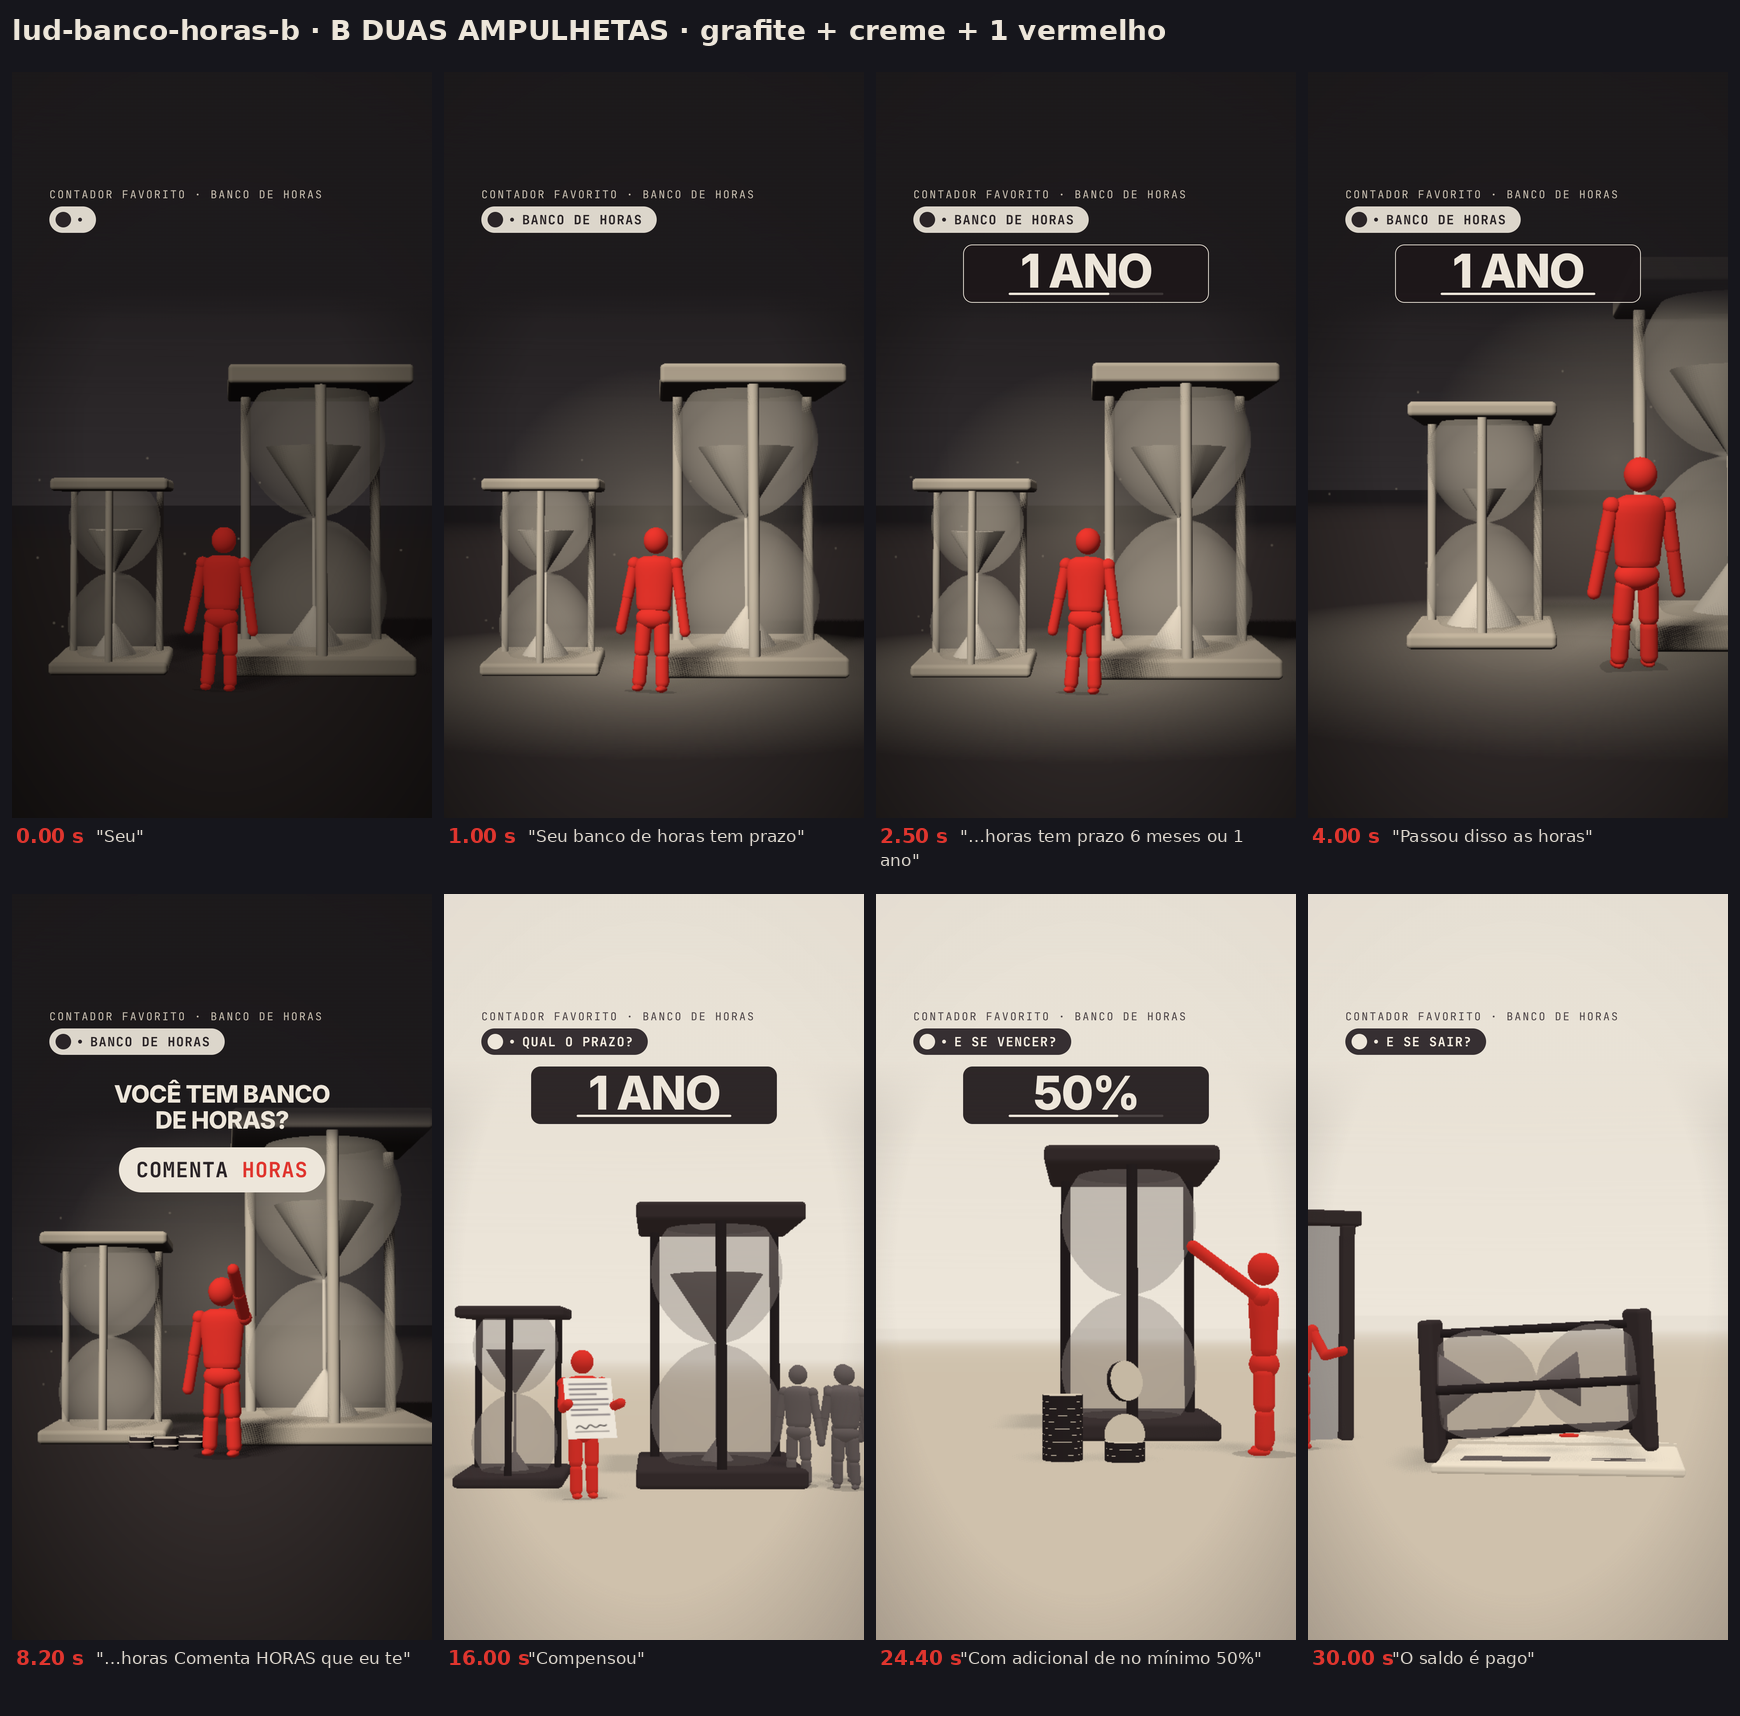 lud-banco-horas-b · B DUAS AMPULHETAS · grafite + creme + 1 vermelho
CONTADOR FAVORITO · BANCO DE HORAS
•
CONTADOR FAVORITO · BANCO DE HORAS
• BANCO DE HORAS
CONTADOR FAVORITO · BANCO DE HORAS
• BANCO DE HORAS
1 ANO
CONTADOR FAVORITO · BANCO DE HORAS
• BANCO DE HORAS
1 ANO
0.00 s "Seu"
1.00 s "Seu banco de horas tem prazo"
2.50 s "...horas tem prazo 6 meses ou 1
ano"
4.00 s "Passou disso as horas"
CONTADOR FAVORITO · BANCO DE HORAS
• BANCO DE HORAS
VOCÊ TEM BANCO
DE HORAS?
COMENTA HORAS
CONTADOR FAVORITO · BANCO DE HORAS
• QUAL O PRAZO?
1 ANO
CONTADOR FAVORITO · BANCO DE HORAS
• E SE VENCER?
50%
CONTADOR FAVORITO · BANCO DE HORAS
• E SE SAIR?
8.20 s "...horas Comenta HORAS que eu te"
16.00 s "Compensou"
24.40 s "Com adicional de no mínimo 50%"
30.00 s "O saldo é pago"